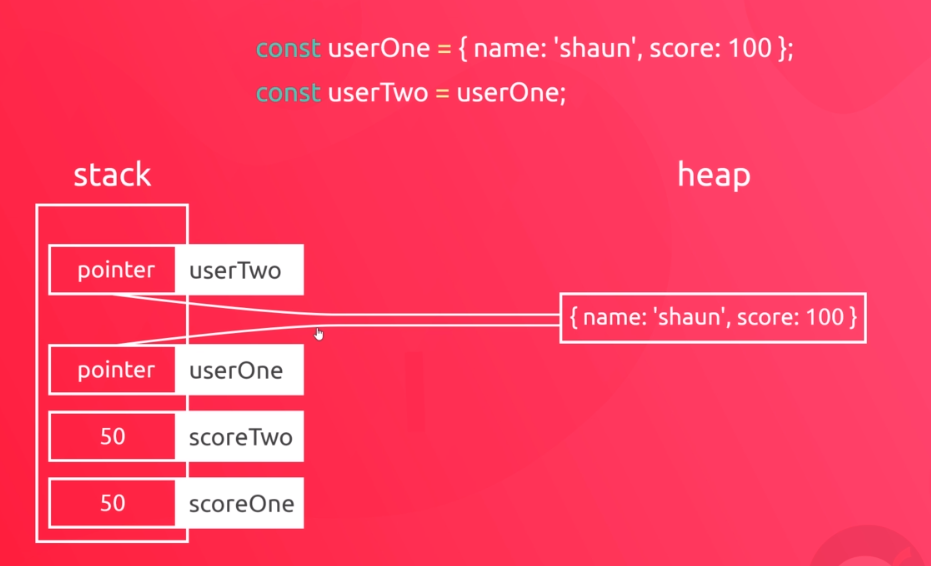 const userOne = { name: 'shaun', score: 100 };
const userTwo = userOne;
stack
heap
pointer userTwo
{ name: 'shaun', score: 100 }
pointer userOne
50 scoreTwo
50 scoreOne